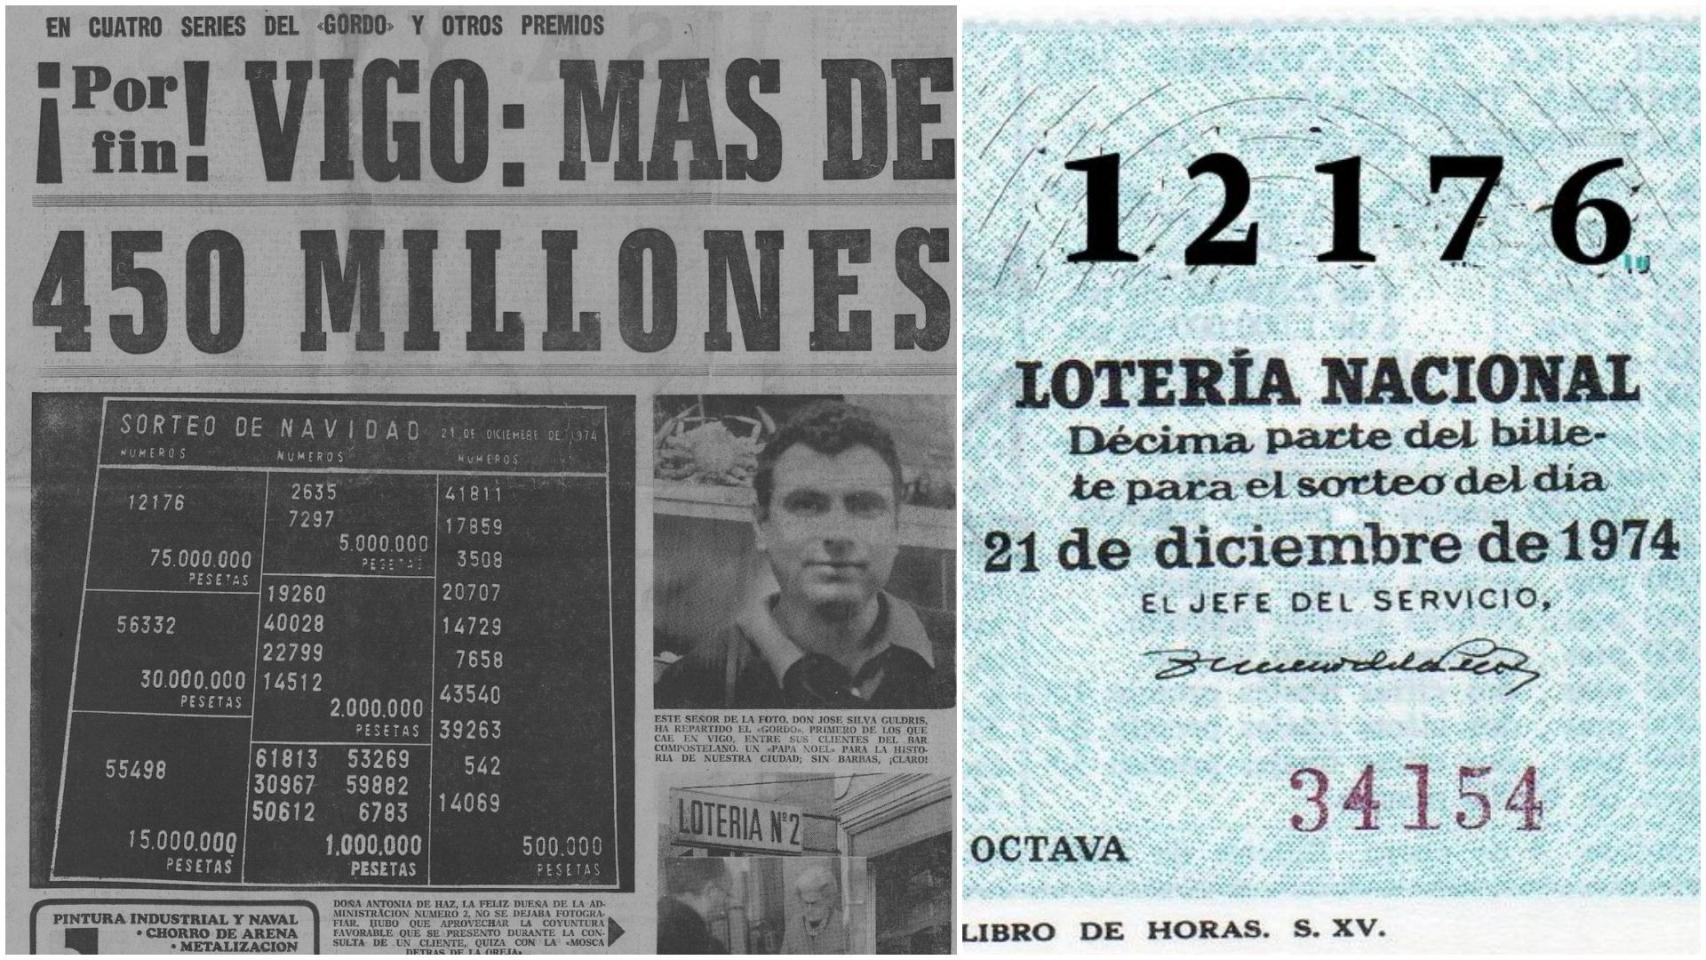 EN CUATRO SERIES DEL «GORDO» Y OTROS PREMIOS
¡Por fin! VIGO: MAS DE
450 MILLONES
SORTEO DE NAVIDAD 21 DE DICIEMBRE DE 1974
NUMEROS NUMEROS NUMEROS
12176
75.000.000
PESETAS
56332
30.000.000
PESETAS
55498
15.000.000
PESETAS
2635
7297
5.000.000
PESETAS
19260
40028
22799
14512
2.000.000
PESETAS
61813 53269
30967 59882
50612 6783
1.000.000
PESETAS
41811
17859
3508
20707
14729
7658
43540
39263
542
14069
500.000
PESETAS
ESTE SEÑOR DE LA FOTO, DON JOSE SILVA GULDRIS,
HA REPARTIDO EL «GORDO», PRIMERO DE LOS QUE
CAE EN VIGO, ENTRE SUS CLIENTES DEL BAR
COMPOSTELANO. UN «PAPA NOEL» PARA LA HISTO-
RIA DE NUESTRA CIUDAD; SIN BARBAS, ¡CLARO!
LOTERIA Nº 2
PINTURA INDUSTRIAL Y NAVAL
• CHORRO DE ARENA
• METALIZACION
DOÑA ANTONIA DE HAZ, LA FELIZ DUEÑA DE LA AD-
MINISTRACION NUMERO 2, NO SE DEJABA FOTOGRA-
FIAR. HUBO QUE APROVECHAR LA COYUNTURA
FAVORABLE QUE SE PRESENTO DURANTE LA CON-
SULTA DE UN CLIENTE, QUIZA CON LA «MOSCA
DETRAS DE LA OREJA»
12176
LOTERÍA NACIONAL
Décima parte del bille-
te para el sorteo del día
21 de diciembre de 1974
EL JEFE DEL SERVICIO,
34154
OCTAVA
LIBRO DE HORAS. S. XV.